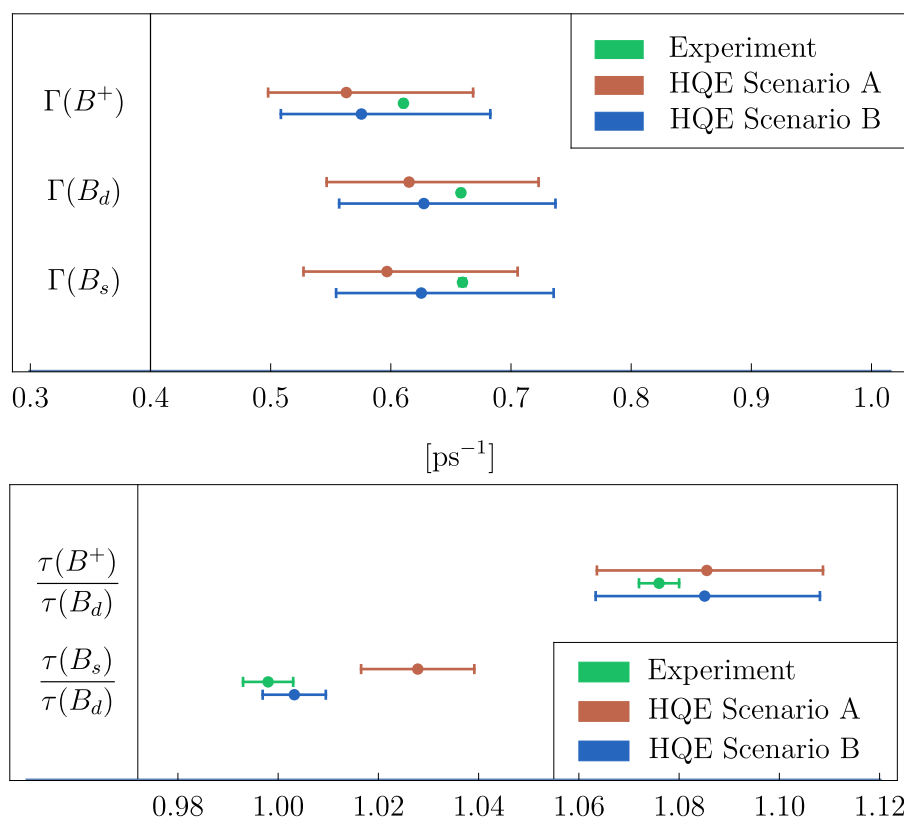 Experiment
HQE Scenario A
HQE Scenario B
Γ(B⁺)
Γ(B_d)
Γ(B_s)
0.3 0.4 0.5 0.6 0.7 0.8 0.9 1.0
[ps⁻¹]
τ(B⁺)
τ(B_d)
τ(B_s)
τ(B_d)
Experiment
HQE Scenario A
HQE Scenario B
0.98 1.00 1.02 1.04 1.06 1.08 1.10 1.12